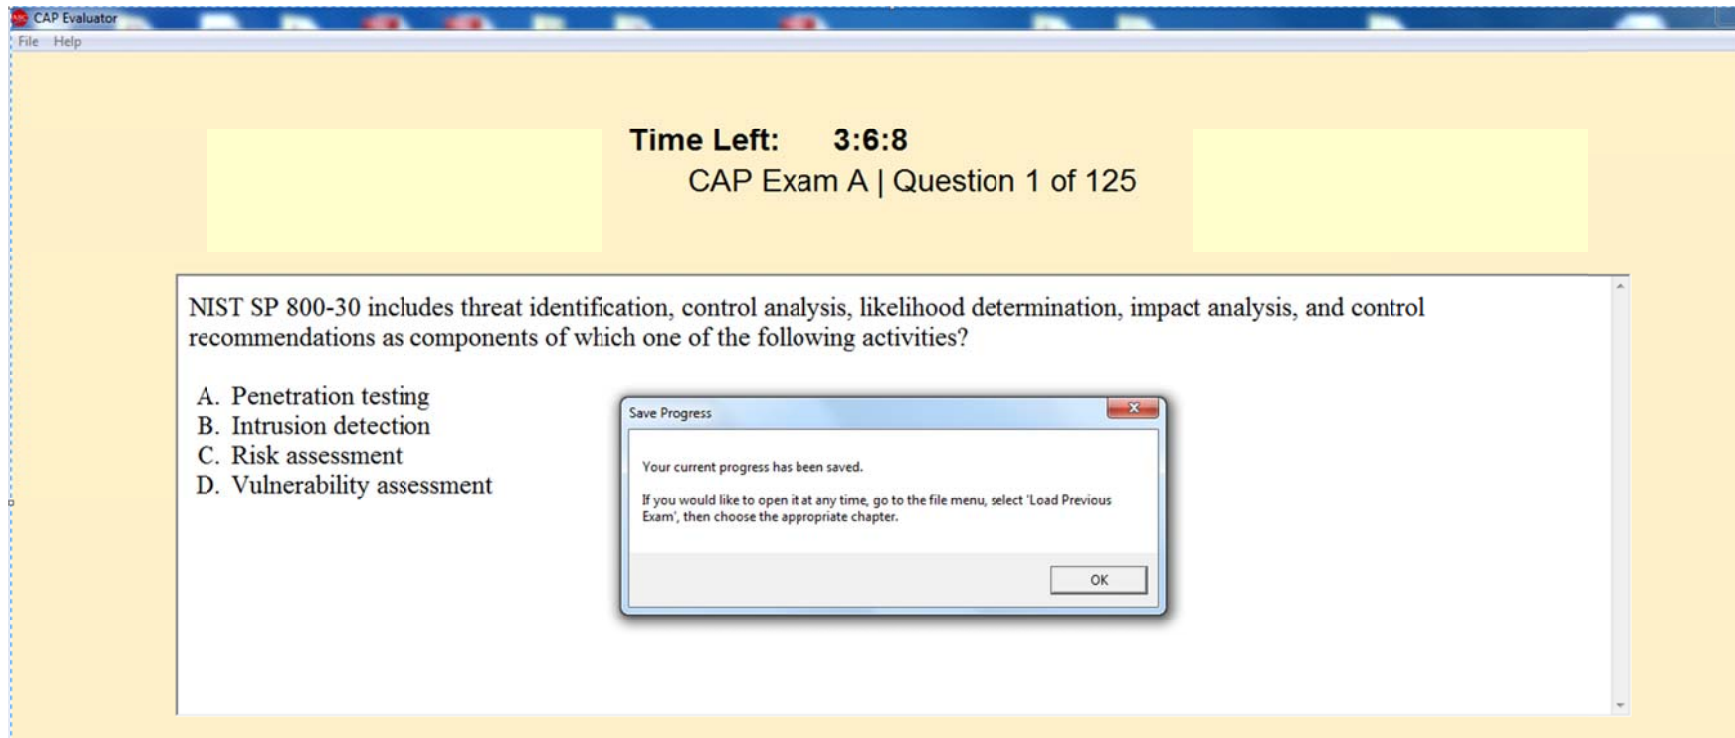 CAP Evaluator
File Help
Time Left: 3:6:8
CAP Exam A | Question 1 of 125
NIST SP 800-30 includes threat identification, control analysis, likelihood determination, impact analysis, and control
recommendations as components of which one of the following activities?
A. Penetration testing
B. Intrusion detection
C. Risk assessment
D. Vulnerability assessment
Save Progress
Your current progress has been saved.
If you would like to open it at any time, go to the file menu, select 'Load Previous
Exam', then choose the appropriate chapter.
OK